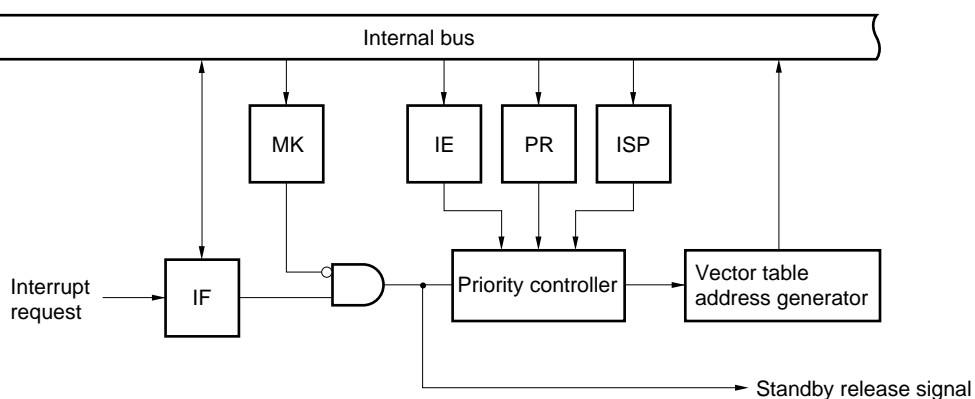 Internal bus
MK
IE
PR
ISP
Interrupt
request
IF
Priority controller
Vector table
address generator
Standby release signal